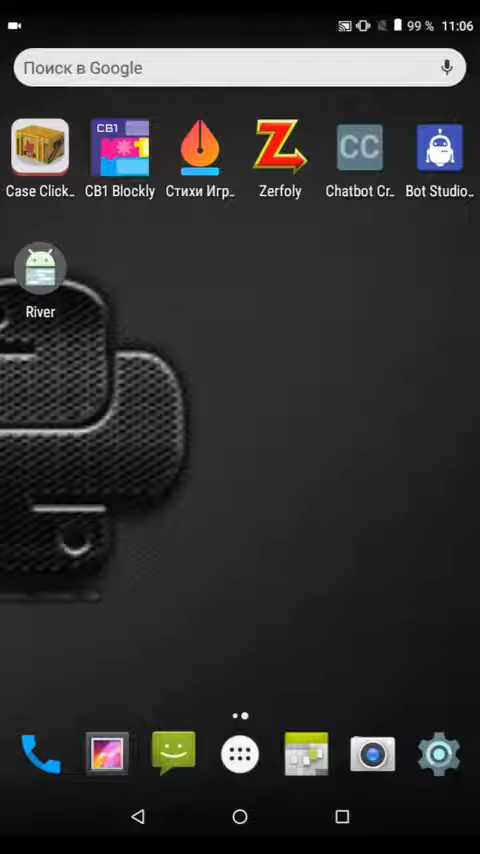 99 % 11:06
Поиск в Google
CB1
CC
Case Click.. CB1 Blockly Стихи Игр.. Zerfoly Chatbot Cr.. Bot Studio..
River